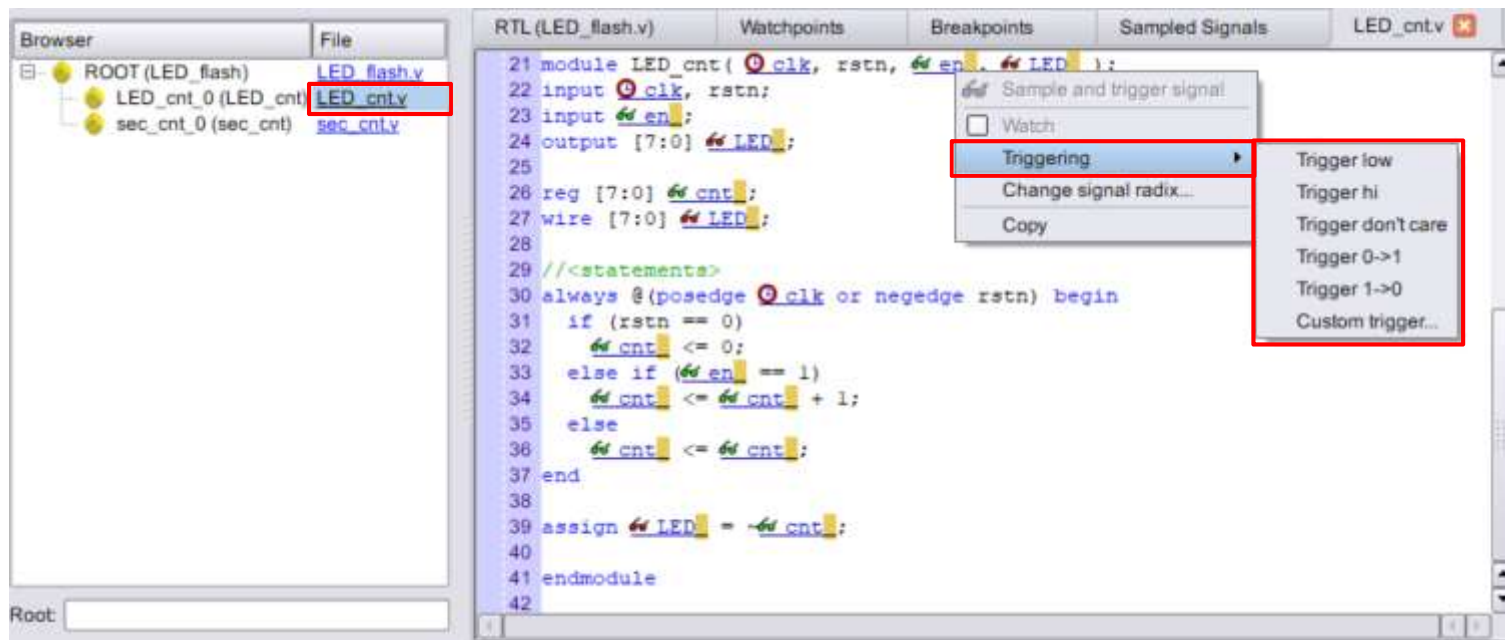 Browser File
ROOT (LED_flash) LED_flash.v
LED_cnt_0 (LED_cnt) LED_cnt.v
sec_cnt_0 (sec_cnt) sec_cnt.v
Root:
RTL (LED_flash.v) Watchpoints Breakpoints Sampled Signals LED_cnt.v
21 module LED_cnt( clk, rstn, en , LED );
22 input clk, rstn;
23 input en ;
24 output [7:0] LED ;
25
26 reg [7:0] cnt ;
27 wire [7:0] LED ;
28
29 //<statements>
30 always @(posedge clk or negedge rstn) begin
31 if (rstn == 0)
32 cnt <= 0;
33 else if ( en == 1)
34 cnt <= cnt + 1;
35 else
36 cnt <= cnt ;
37 end
38
39 assign LED = ~ cnt ;
40
41 endmodule
42
Sample and trigger signal
Watch
Triggering
Change signal radix...
Copy
Trigger low
Trigger hi
Trigger don't care
Trigger 0->1
Trigger 1->0
Custom trigger...